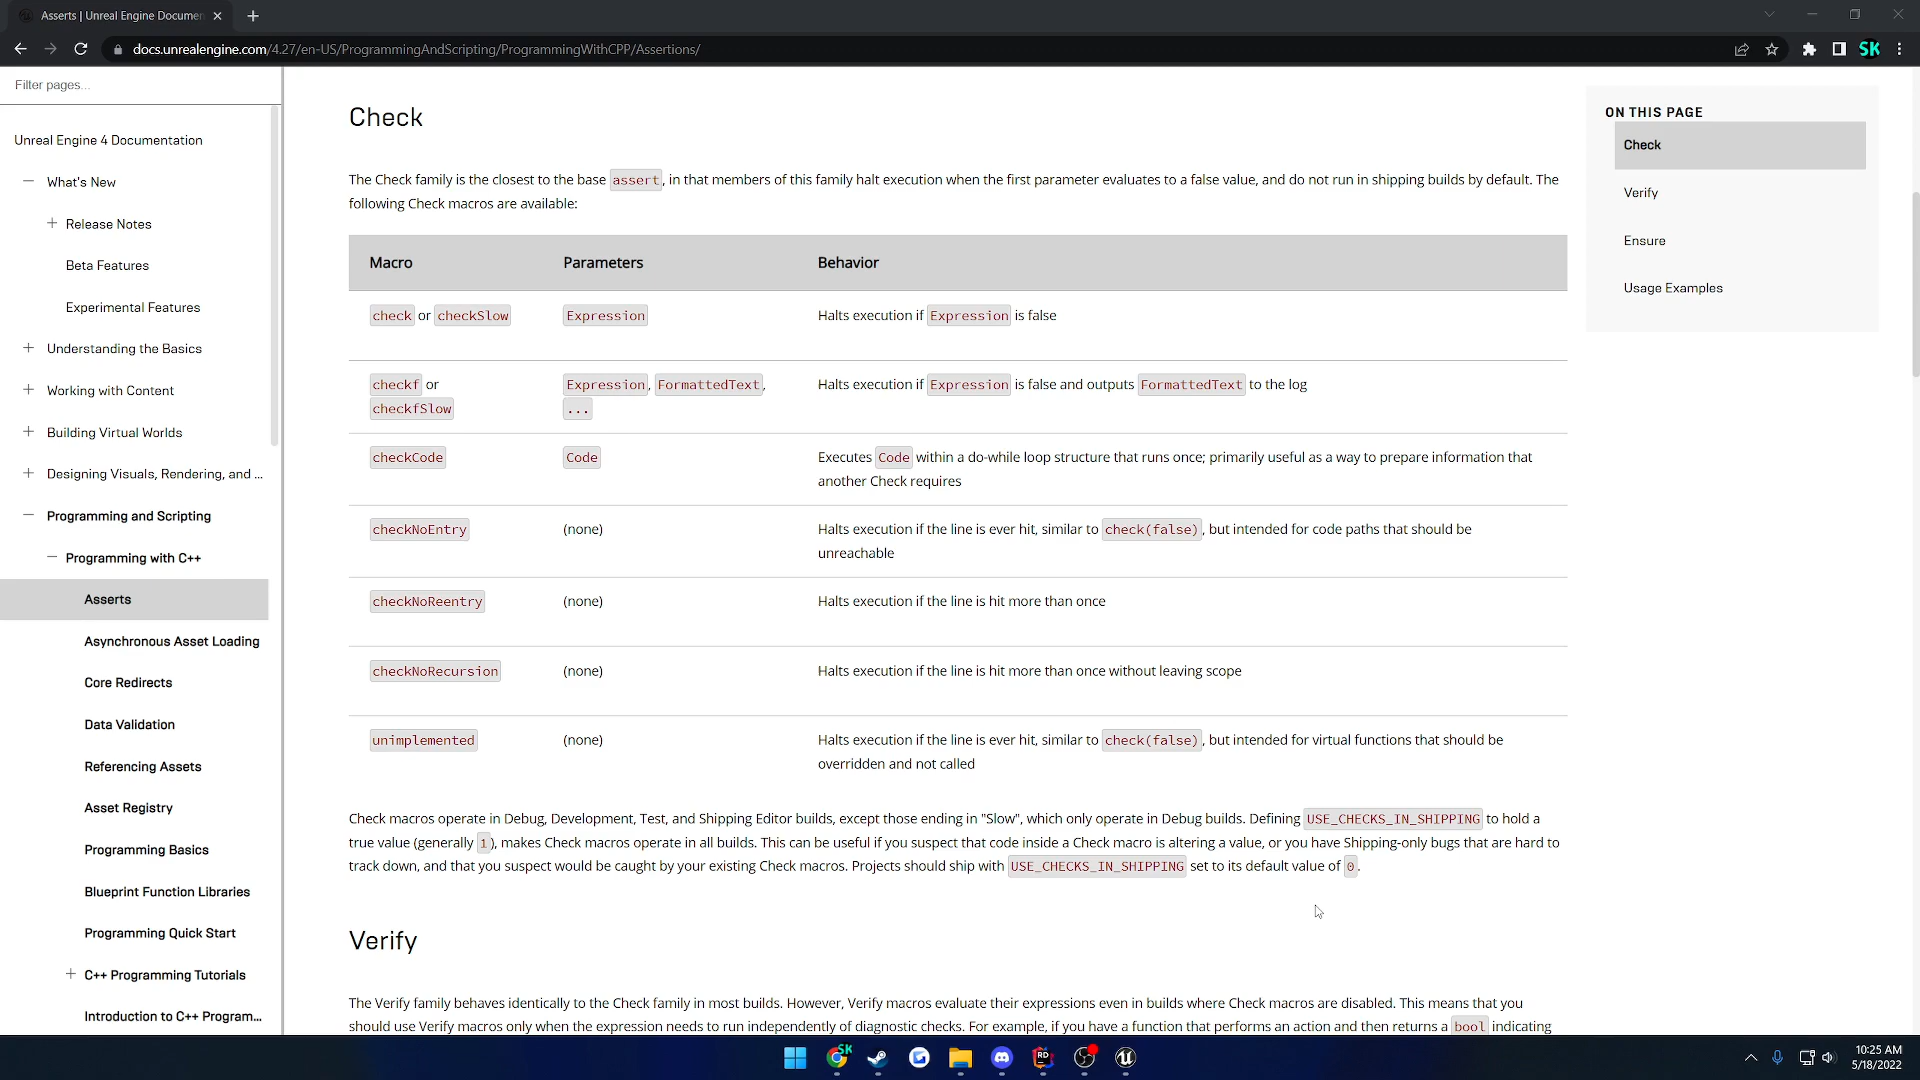 Asserts | Unreal Engine Documen
docs.unrealengine.com/4.27/en-US/ProgrammingAndScripting/ProgrammingWithCPP/Assertions/
SK
Filter pages...
Unreal Engine 4 Documentation
What's New
Release Notes
Beta Features
Experimental Features
Understanding the Basics
Working with Content
Building Virtual Worlds
Designing Visuals, Rendering, and ...
Programming and Scripting
Programming with C++
Asserts
Asynchronous Asset Loading
Core Redirects
Data Validation
Referencing Assets
Asset Registry
Programming Basics
Blueprint Function Libraries
Programming Quick Start
C++ Programming Tutorials
Introduction to C++ Program...
Check
The Check family is the closest to the base assert, in that members of this family halt execution when the first parameter evaluates to a false value, and do not run in shipping builds by default. The
following Check macros are available:
Macro Parameters Behavior
check or checkSlow Expression Halts execution if Expression is false
checkf or Expression, FormattedText, Halts execution if Expression is false and outputs FormattedText to the log
checkfSlow ...
checkCode Code Executes Code within a do-while loop structure that runs once; primarily useful as a way to prepare information that
another Check requires
checkNoEntry (none) Halts execution if the line is ever hit, similar to check(false), but intended for code paths that should be
unreachable
checkNoReentry (none) Halts execution if the line is hit more than once
checkNoRecursion (none) Halts execution if the line is hit more than once without leaving scope
unimplemented (none) Halts execution if the line is ever hit, similar to check(false), but intended for virtual functions that should be
overridden and not called
Check macros operate in Debug, Development, Test, and Shipping Editor builds, except those ending in "Slow", which only operate in Debug builds. Defining USE_CHECKS_IN_SHIPPING to hold a
true value (generally 1), makes Check macros operate in all builds. This can be useful if you suspect that code inside a Check macro is altering a value, or you have Shipping-only bugs that are hard to
track down, and that you suspect would be caught by your existing Check macros. Projects should ship with USE_CHECKS_IN_SHIPPING set to its default value of 0.
Verify
The Verify family behaves identically to the Check family in most builds. However, Verify macros evaluate their expressions even in builds where Check macros are disabled. This means that you
should use Verify macros only when the expression needs to run independently of diagnostic checks. For example, if you have a function that performs an action and then returns a bool indicating
ON THIS PAGE
Check
Verify
Ensure
Usage Examples
SK
RD
10:25 AM
5/18/2022